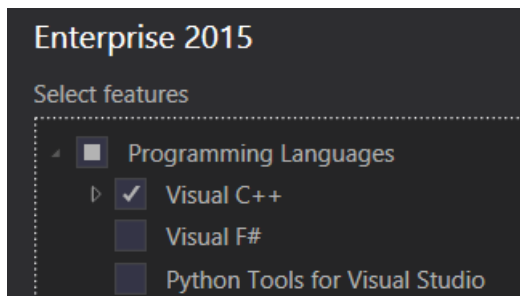 Enterprise 2015
Select features
Programming Languages
Visual C++
Visual F#
Python Tools for Visual Studio